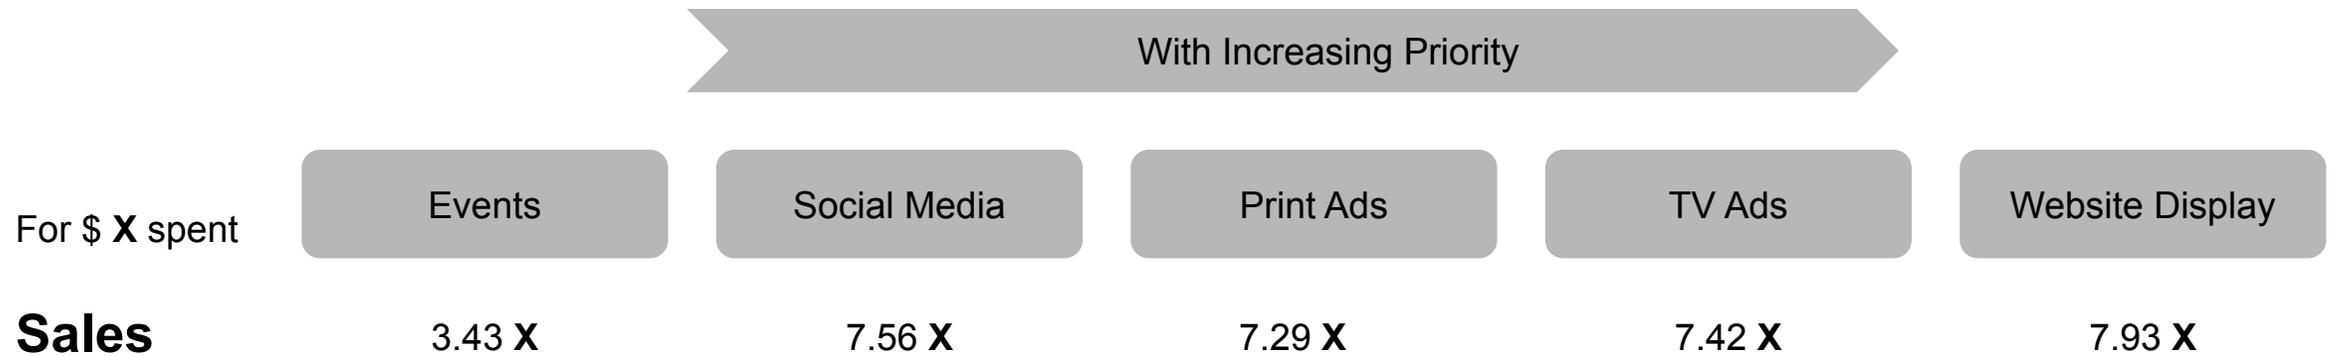 With Increasing Priority
For $ X spent
Events
Social Media
Print Ads
TV Ads
Website Display
Sales
3.43 X
7.56 X
7.29 X
7.42 X
7.93 X